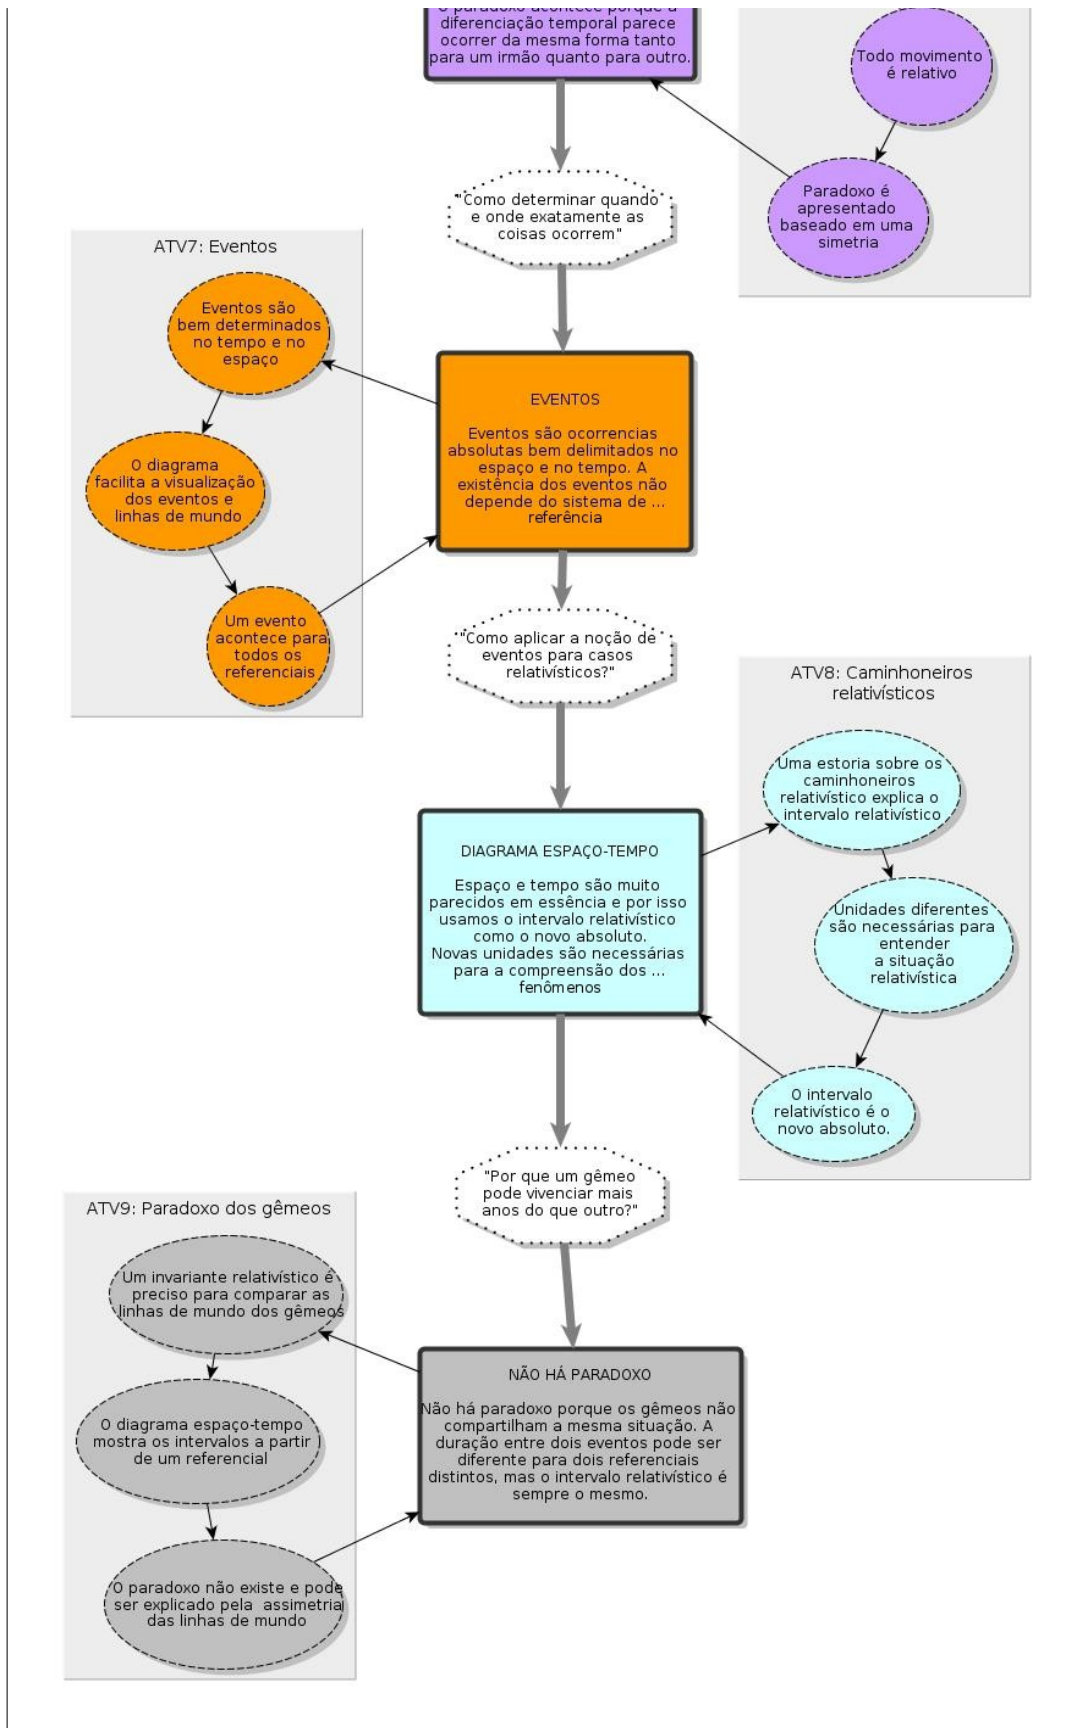 O paradoxo acontece porque a
diferenciação temporal parece
ocorrer da mesma forma tanto
para um irmão quanto para outro.
Todo movimento
é relativo
Paradoxo é
apresentado
baseado em uma
simetria
"Como determinar quando
e onde exatamente as
coisas ocorrem"
ATV7: Eventos
Eventos são
bem determinados
no tempo e no
espaço
O diagrama
facilita a visualização
dos eventos e
linhas de mundo
Um evento
acontece para
todos os
referenciais
EVENTOS
Eventos são ocorrencias
absolutas bem delimitados no
espaço e no tempo. A
existência dos eventos não
depende do sistema de ...
referência
"Como aplicar a noção de
eventos para casos
relativísticos?"
ATV8: Caminhoneiros
relativísticos
Uma estoria sobre os
caminhoneiros
relativístico explica o
intervalo relativístico
Unidades diferentes
são necessárias para
entender
a situação
relativística
O intervalo
relativístico é o
novo absoluto.
DIAGRAMA ESPAÇO-TEMPO
Espaço e tempo são muito
parecidos em essência e por isso
usamos o intervalo relativístico
como o novo absoluto.
Novas unidades são necessárias
para a compreensão dos ...
fenômenos
"Por que um gêmeo
pode vivenciar mais
anos do que outro?"
ATV9: Paradoxo dos gêmeos
Um invariante relativístico é
preciso para comparar as
linhas de mundo dos gêmeos
O diagrama espaço-tempo
mostra os intervalos a partir
de um referencial
O paradoxo não existe e pode
ser explicado pela assimetria
das linhas de mundo
NÃO HÁ PARADOXO
Não há paradoxo porque os gêmeos não
compartilham a mesma situação. A
duração entre dois eventos pode ser
diferente para dois referenciais
distintos, mas o intervalo relativístico é
sempre o mesmo.